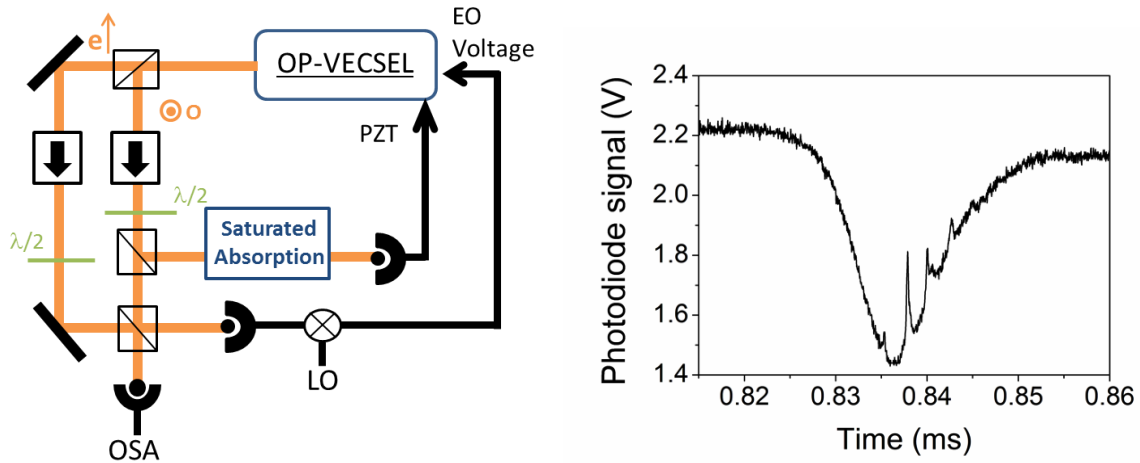 EO
Voltage
e
OP-VECSEL
o
PZT
λ/2
λ/2
Saturated
Absorption
LO
OSA
Photodiode signal (V)
2.4
2.2
2.0
1.8
1.6
1.4
0.82 0.83 0.84 0.85 0.86
Time (ms)